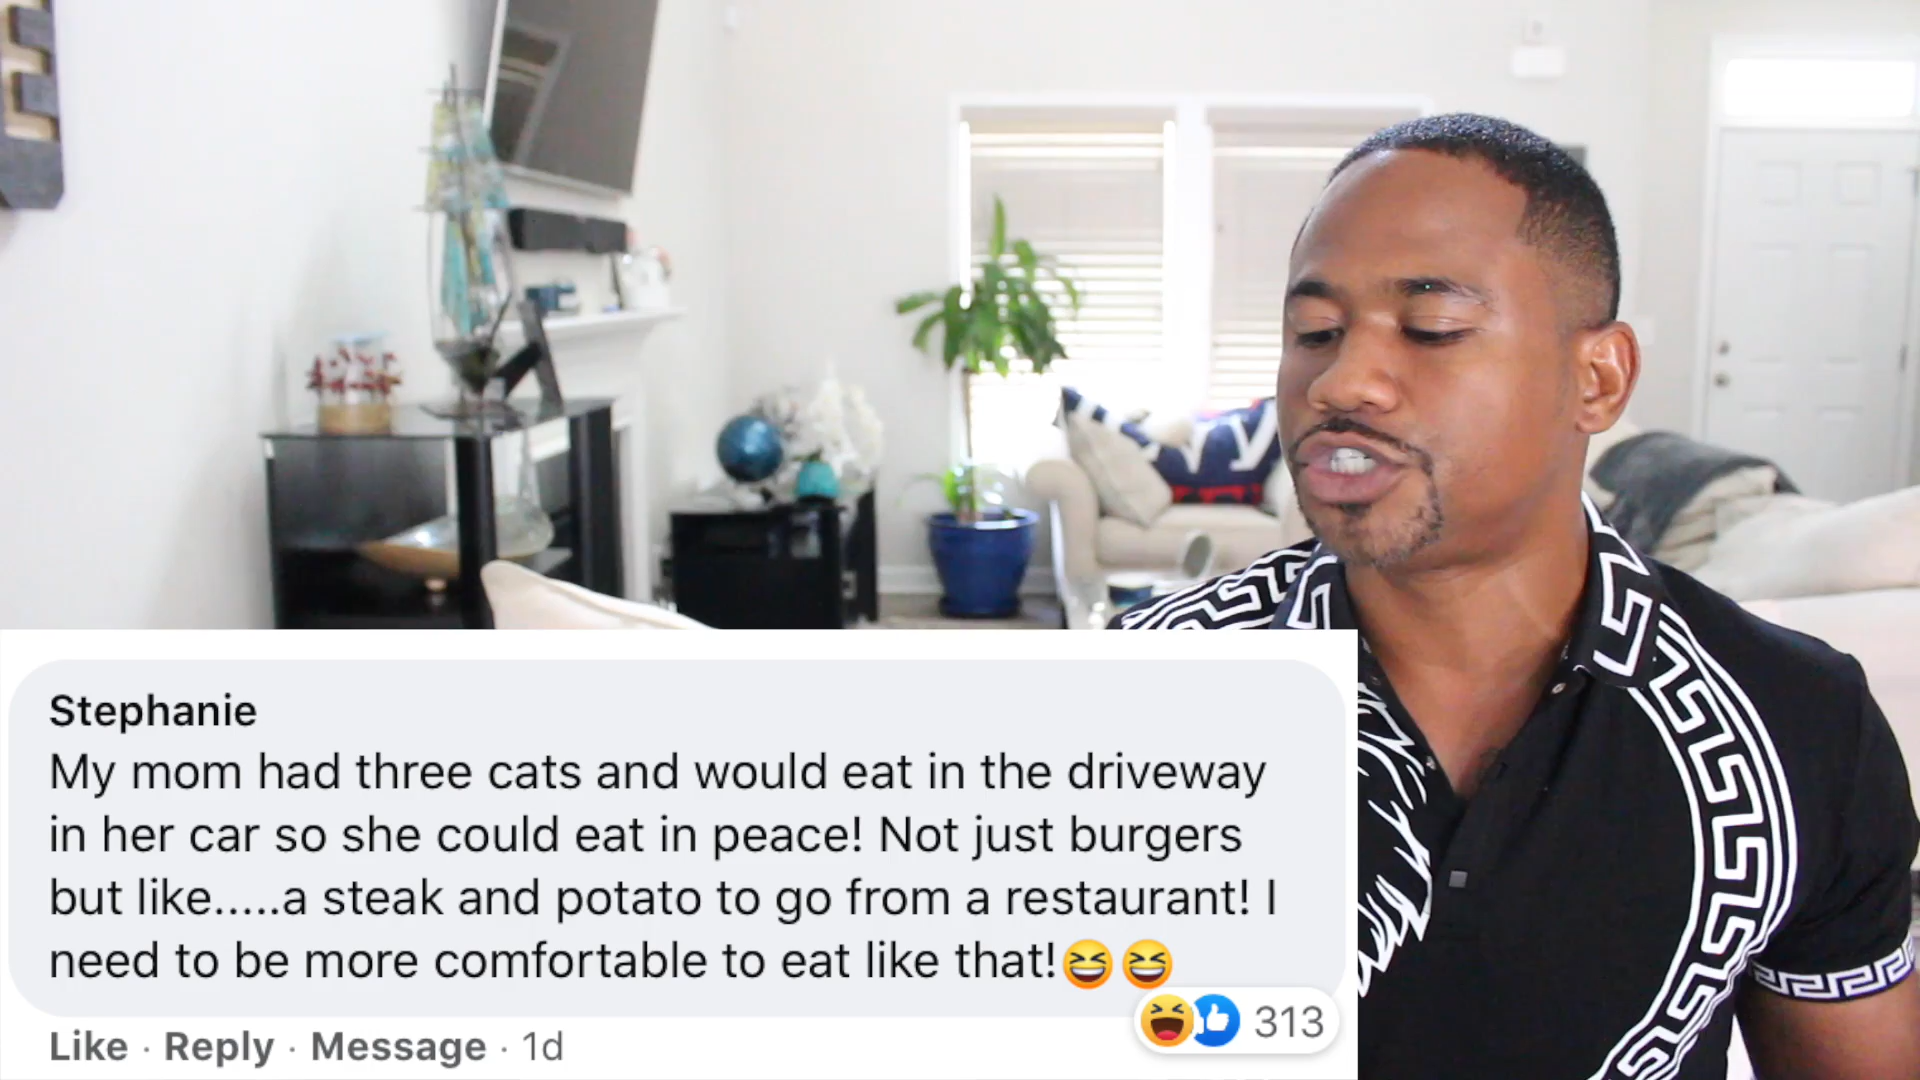 Stephanie
My mom had three cats and would eat in the driveway
in her car so she could eat in peace! Not just burgers
but like.....a steak and potato to go from a restaurant! I
need to be more comfortable to eat like that!😆😆
313
Like · Reply · Message · 1d